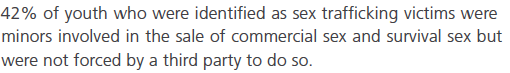 42% of youth who were identified as sex trafficking victims were
minors involved in the sale of commercial sex and survival sex but
were not forced by a third party to do so.